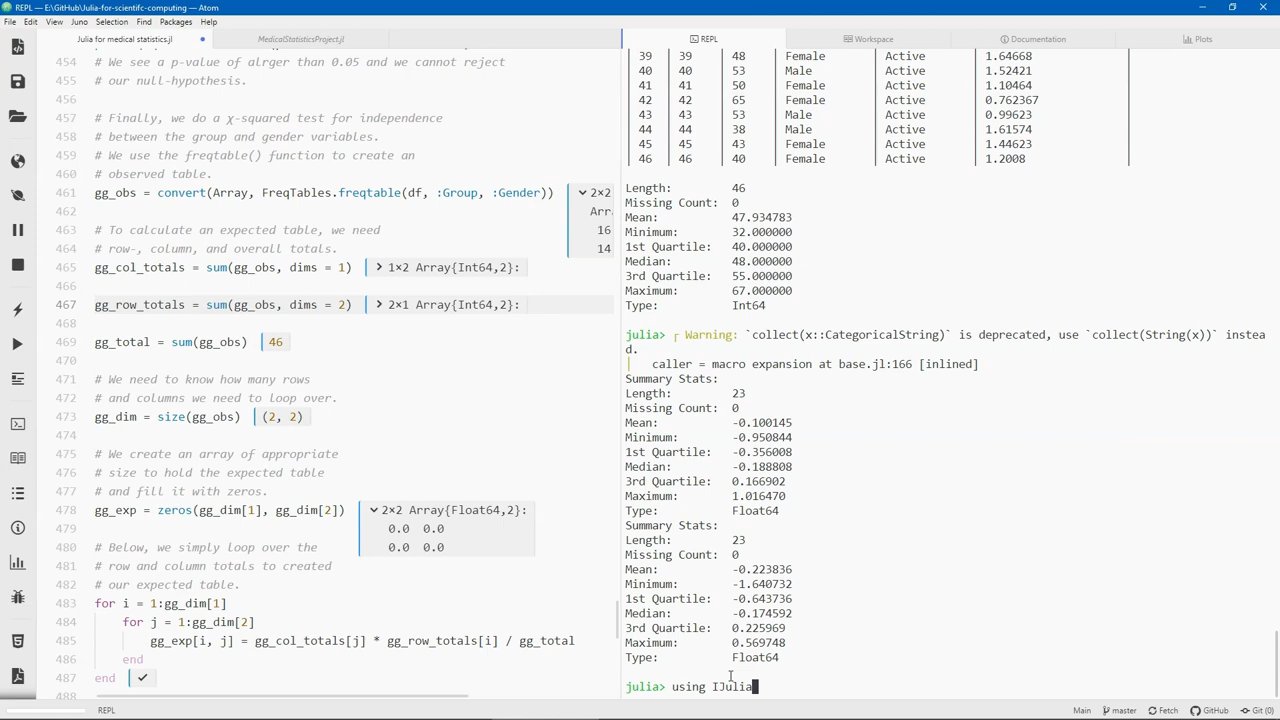 REPL — E:\GitHub\Julia-for-scientifc-computing — Atom
File Edit View Juno Selection Find Packages Help
Julia for medical statistics.jl
MedicalStatisticsProject.jl
454 # We see a p-value of alrger than 0.05 and we cannot reject
455 # our null-hypothesis.
456
457 # Finally, we do a χ-squared test for independence
458 # between the group and gender variables.
459 # We use the freqtable() function to create an
460 # observed table.
461 gg_obs = convert(Array, FreqTables.freqtable(df, :Group, :Gender)) 2×2
462 Arr
463 # To calculate an expected table, we need 16
464 # row-, column, and overall totals. 14
465 gg_col_totals = sum(gg_obs, dims = 1) 1×2 Array{Int64,2}:
466
467 gg_row_totals = sum(gg_obs, dims = 2) 2×1 Array{Int64,2}:
468
469 gg_total = sum(gg_obs) 46
470
471 # We need to know how many rows
472 # and columns we need to loop over.
473 gg_dim = size(gg_obs) (2, 2)
474
475 # We create an array of appropriate
476 # size to hold the expected table
477 # and fill it with zeros.
478 gg_exp = zeros(gg_dim[1], gg_dim[2]) 2×2 Array{Float64,2}:
479 0.0 0.0
480 # Below, we simply loop over the 0.0 0.0
481 # row and column totals to created
482 # our expected table.
483 for i = 1:gg_dim[1]
484 for j = 1:gg_dim[2]
485 gg_exp[i, j] = gg_col_totals[j] * gg_row_totals[i] / gg_total
486 end
487 end ✓
488
REPL Workspace Documentation Plots
39 39 48 Female Active 1.64668
40 40 53 Male Active 1.52421
41 41 50 Female Active 1.10464
42 42 65 Female Active 0.762367
43 43 53 Male Active 0.99623
44 44 38 Male Active 1.61574
45 45 43 Female Active 1.44623
46 46 40 Female Active 1.2008
Length: 46
Missing Count: 0
Mean: 47.934783
Minimum: 32.000000
1st Quartile: 40.000000
Median: 48.000000
3rd Quartile: 55.000000
Maximum: 67.000000
Type: Int64
julia> ┌ Warning: `collect(x::CategoricalString)` is deprecated, use `collect(String(x))` instea
d.
│ caller = macro expansion at base.jl:166 [inlined]
Summary Stats:
Length: 23
Missing Count: 0
Mean: -0.100145
Minimum: -0.950844
1st Quartile: -0.356008
Median: -0.188808
3rd Quartile: 0.166902
Maximum: 1.016470
Type: Float64
Summary Stats:
Length: 23
Missing Count: 0
Mean: -0.223836
Minimum: -1.640732
1st Quartile: -0.643736
Median: -0.174592
3rd Quartile: 0.225969
Maximum: 0.569748
Type: Float64
julia> using IJulia
REPL
Main master Fetch GitHub Git (0)